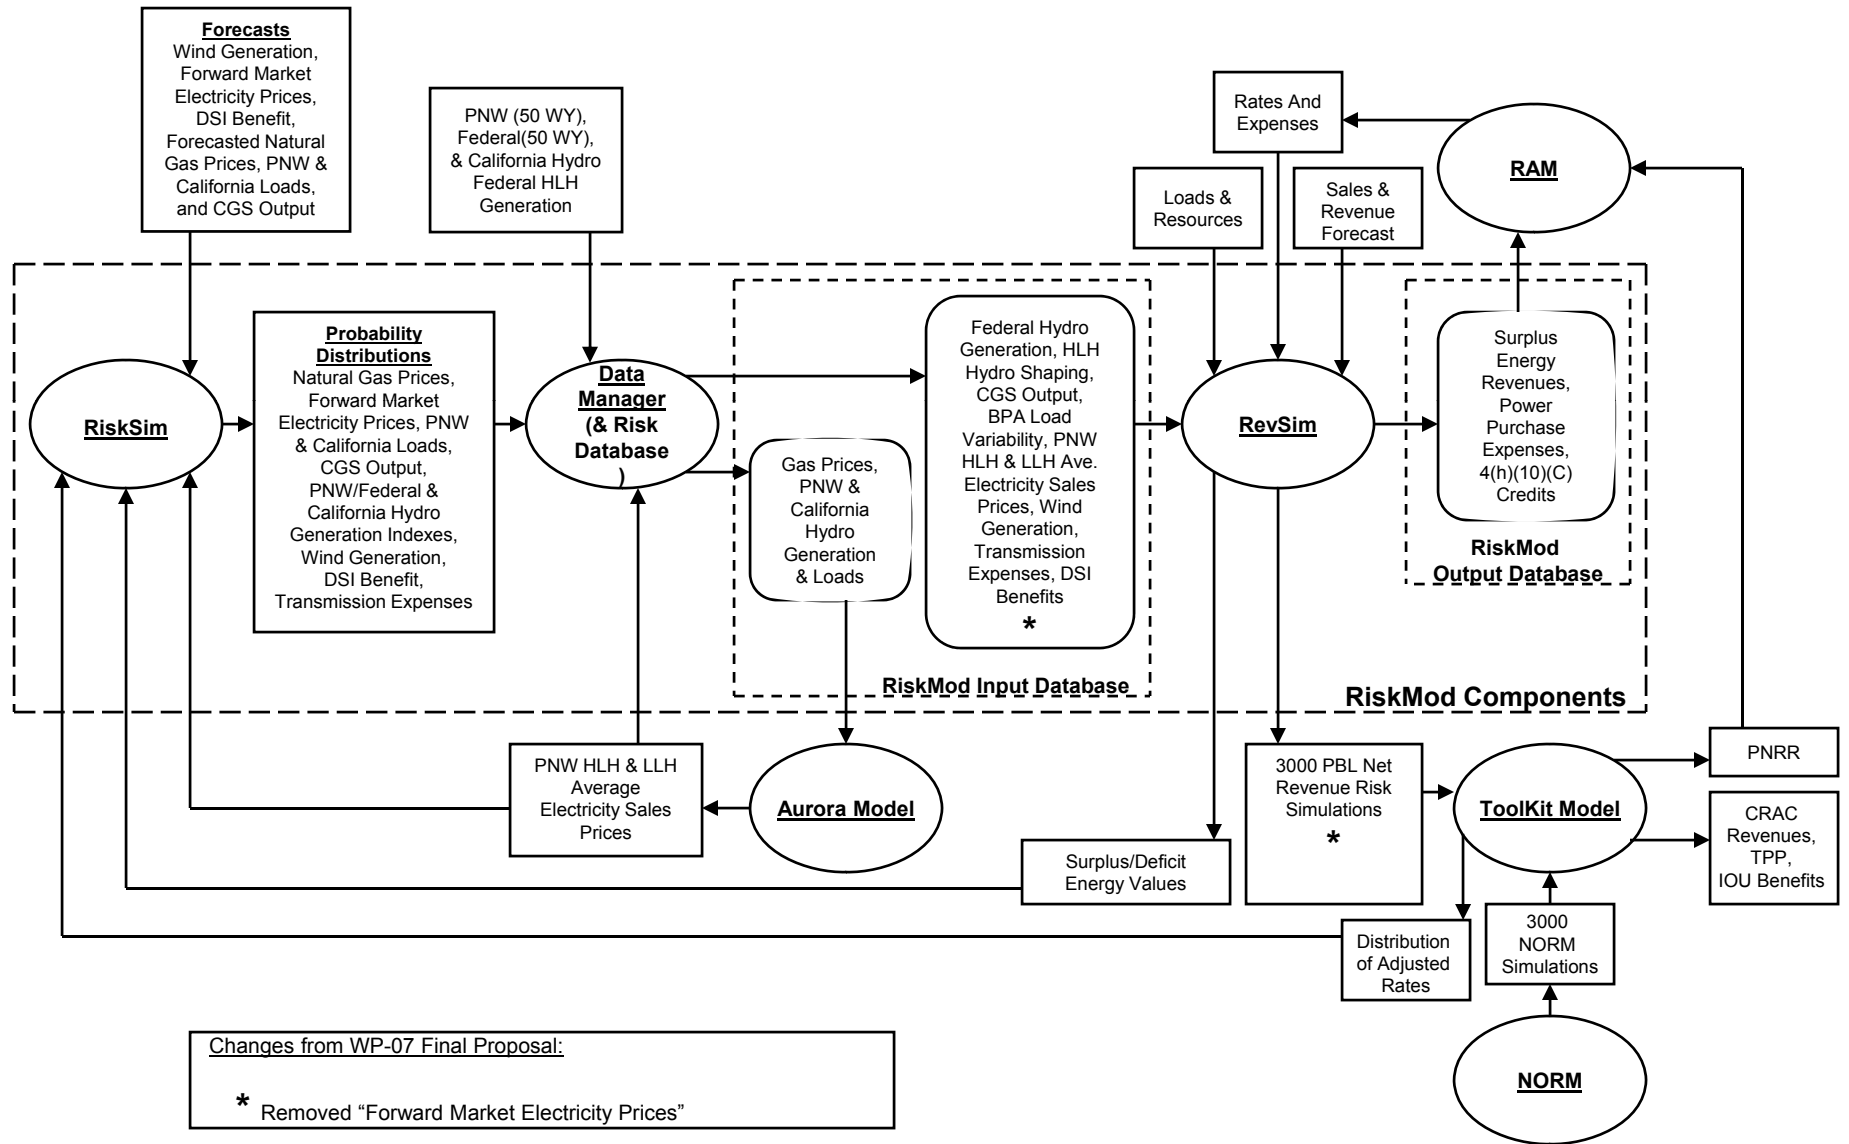 Forecasts
Wind Generation,
Forward Market
Electricity Prices,
DSI Benefit,
Forecasted Natural
Gas Prices, PNW &
California Loads,
and CGS Output
PNW (50 WY),
Federal(50 WY),
& California Hydro
Federal HLH
Generation
Rates And
Expenses
Loads &
Resources
Sales &
Revenue
Forecast
RAM
RiskSim
Probability
Distributions
Natural Gas Prices,
Forward Market
Electricity Prices, PNW
& California Loads,
CGS Output,
PNW/Federal &
California Hydro
Generation Indexes,
Wind Generation,
DSI Benefit,
Transmission Expenses
Data
Manager
(& Risk
Database
)
Gas Prices,
PNW &
California
Hydro
Generation
& Loads
Federal Hydro
Generation, HLH
Hydro Shaping,
CGS Output,
BPA Load
Variability, PNW
HLH & LLH Ave.
Electricity Sales
Prices, Wind
Generation,
Transmission
Expenses, DSI
Benefits
*
RiskMod Input Database
RevSim
Surplus
Energy
Revenues,
Power
Purchase
Expenses,
4(h)(10)(C)
Credits
RiskMod
Output Database
RiskMod Components
PNW HLH & LLH
Average
Electricity Sales
Prices
Aurora Model
Surplus/Deficit
Energy Values
3000 PBL Net
Revenue Risk
Simulations
*
ToolKit Model
PNRR
CRAC
Revenues,
TPP,
IOU Benefits
Distribution
of Adjusted
Rates
3000
NORM
Simulations
NORM
Changes from WP-07 Final Proposal:
* Removed “Forward Market Electricity Prices”